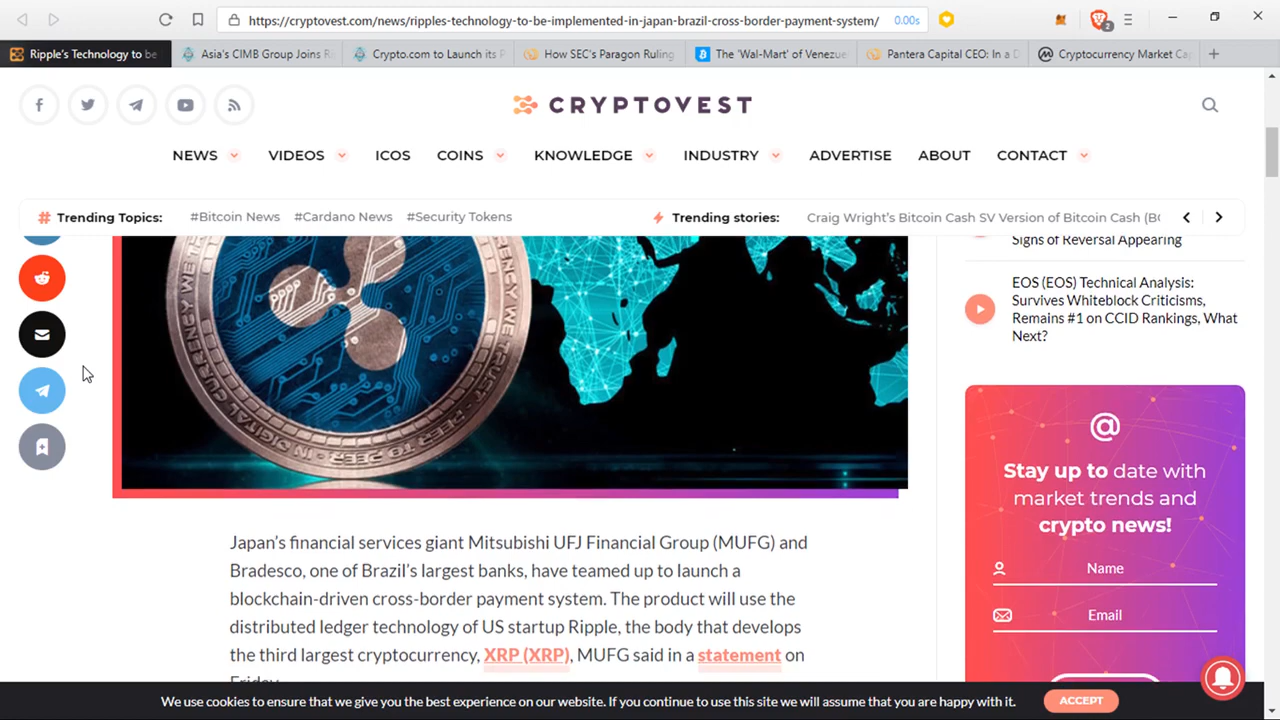 https://cryptovest.com/news/ripples-technology-to-be-implemented-in-japan-brazil-cross-border-payment-system/
0.00s
2
Ripple's Technology to be
Asia's CIMB Group Joins R
Crypto.com to Launch its P
How SEC's Paragon Ruling
The 'Wal-Mart' of Venezue
Pantera Capital CEO: In a D
Cryptocurrency Market Ca
CRYPTOVEST
NEWS VIDEOS ICOS COINS KNOWLEDGE INDUSTRY ADVERTISE ABOUT CONTACT
# Trending Topics: #Bitcoin News #Cardano News #Security Tokens
Trending stories: Craig Wright's Bitcoin Cash SV Version of Bitcoin Cash (BC
Signs of Reversal Appearing
EOS (EOS) Technical Analysis:
Survives Whiteblock Criticisms,
Remains #1 on CCID Rankings, What
Next?
@
Stay up to date with
market trends and
crypto news!
Name
Email
Japan's financial services giant Mitsubishi UFJ Financial Group (MUFG) and
Bradesco, one of Brazil's largest banks, have teamed up to launch a
blockchain-driven cross-border payment system. The product will use the
distributed ledger technology of US startup Ripple, the body that develops
the third largest cryptocurrency, XRP (XRP), MUFG said in a statement on
Friday
We use cookies to ensure that we give you the best experience on our website. If you continue to use this site we will assume that you are happy with it.
ACCEPT